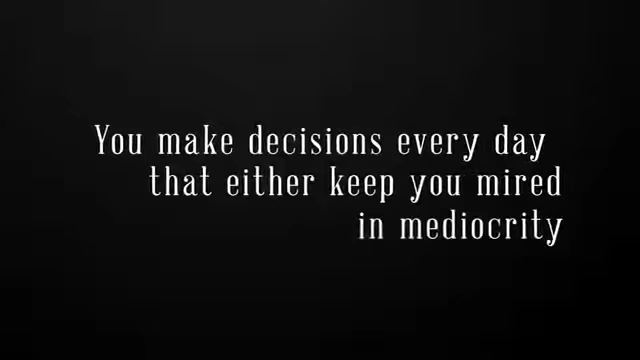 You make decisions every day
that either keep you mired
in mediocrity